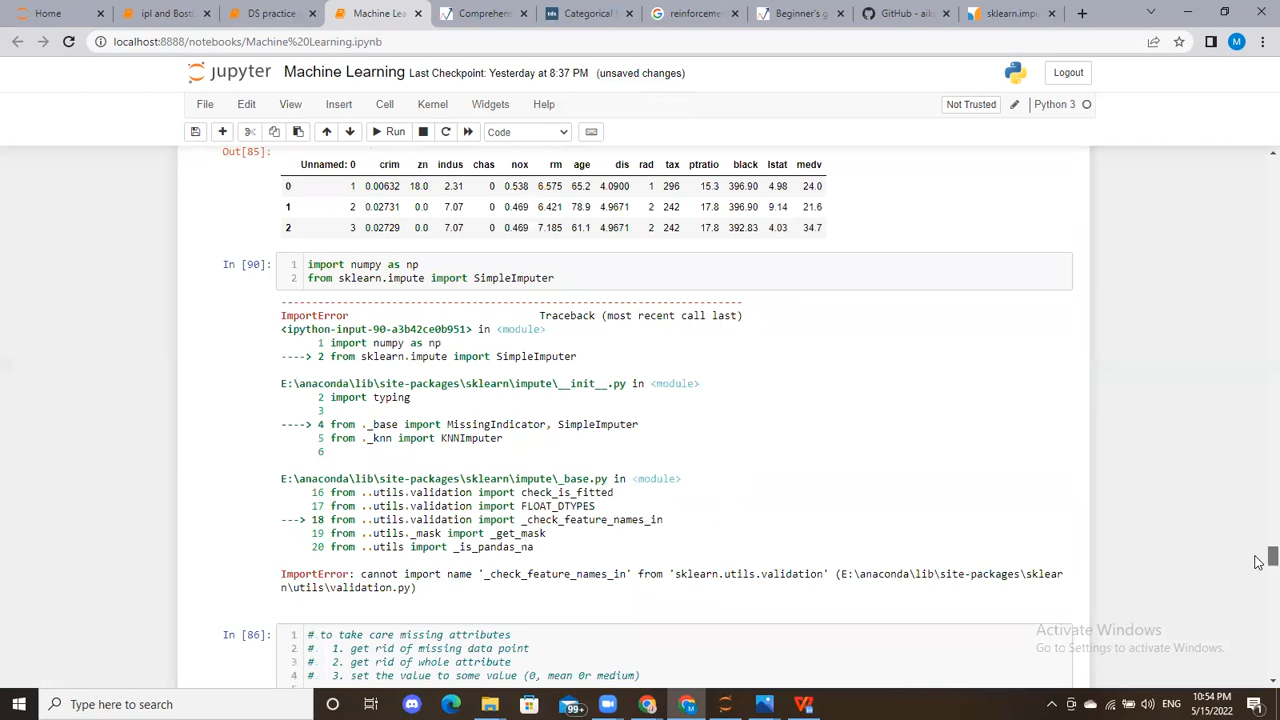 Home
ipl and Bosto
DS practice
Machine Lea
Comprehens
Categorical
reinforceme
Beginner's g
GitHub - aik
sklearn.impu
localhost:8888/notebooks/Machine%20Learning.ipynb
M
jupyter Machine Learning Last Checkpoint: Yesterday at 8:37 PM (unsaved changes)
Logout
File Edit View Insert Cell Kernel Widgets Help
Not Trusted
Python 3
Run
Code
Out[85]:
Unnamed: 0 crim zn indus chas nox rm age dis rad tax ptratio black lstat medv
0 1 0.00632 18.0 2.31 0 0.538 6.575 65.2 4.0900 1 296 15.3 396.90 4.98 24.0
1 2 0.02731 0.0 7.07 0 0.469 6.421 78.9 4.9671 2 242 17.8 396.90 9.14 21.6
2 3 0.02729 0.0 7.07 0 0.469 7.185 61.1 4.9671 2 242 17.8 392.83 4.03 34.7
In [90]:
1 import numpy as np
2 from sklearn.impute import SimpleImputer
---------------------------------------------------------------------------
ImportError Traceback (most recent call last)
<ipython-input-90-a3b42ce0b951> in <module>
1 import numpy as np
----> 2 from sklearn.impute import SimpleImputer
E:\anaconda\lib\site-packages\sklearn\impute\__init__.py in <module>
2 import typing
3
----> 4 from ._base import MissingIndicator, SimpleImputer
5 from ._knn import KNNImputer
6
E:\anaconda\lib\site-packages\sklearn\impute\_base.py in <module>
16 from ..utils.validation import check_is_fitted
17 from ..utils.validation import FLOAT_DTYPES
---> 18 from ..utils.validation import _check_feature_names_in
19 from ..utils._mask import _get_mask
20 from ..utils import _is_pandas_na
ImportError: cannot import name '_check_feature_names_in' from 'sklearn.utils.validation' (E:\anaconda\lib\site-packages\sklear
n\utils\validation.py)
In [86]:
1 # to take care missing attributes
2 # 1. get rid of missing data point
3 # 2. get rid of whole attribute
4 # 3. set the value to some value (0, mean 0r medium)
Activate Windows
Go to Settings to activate Windows.
Type here to search
99+
ENG
10:54 PM
5/15/2022
1